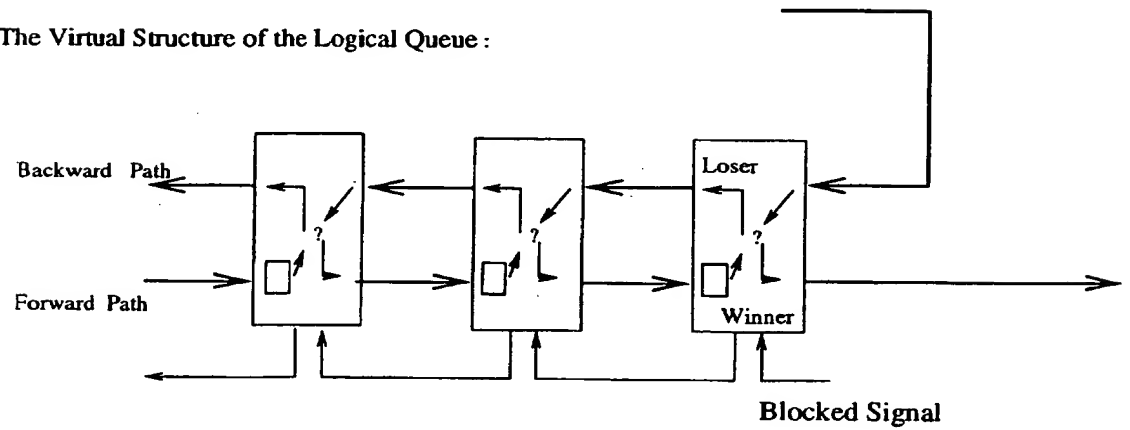 The Virtual Structure of the Logical Queue :
Backward Path
Loser
?
?
?
Forward Path
Winner
Blocked Signal